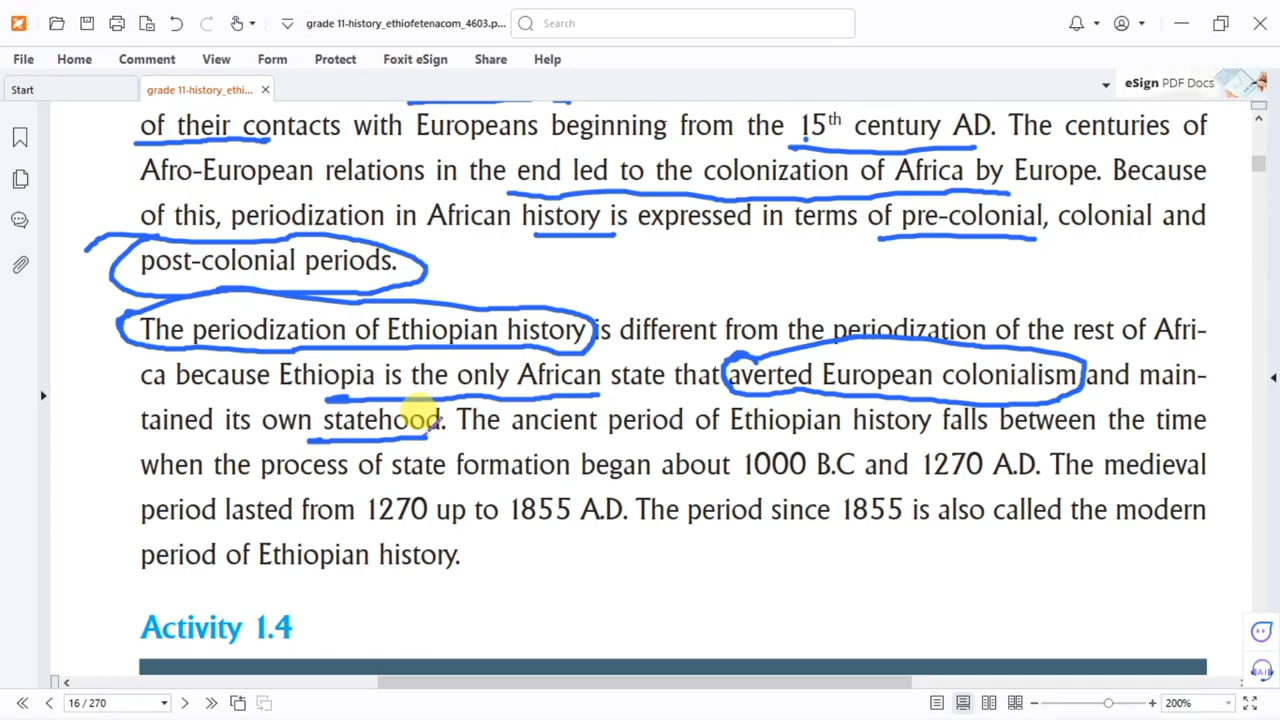 grade 11-history_ethiofetenacom_4603.p...
Search
File Home Comment View Form Protect Foxit eSign Share Help
Start
grade 11-history_ethi...
eSign PDF Docs
of their contacts with Europeans beginning from the 15th century AD. The centuries of
Afro-European relations in the end led to the colonization of Africa by Europe. Because
of this, periodization in African history is expressed in terms of pre-colonial, colonial and
post-colonial periods.
The periodization of Ethiopian history is different from the periodization of the rest of Afri-
ca because Ethiopia is the only African state that averted European colonialism and main-
tained its own statehood. The ancient period of Ethiopian history falls between the time
when the process of state formation began about 1000 B.C and 1270 A.D. The medieval
period lasted from 1270 up to 1855 A.D. The period since 1855 is also called the modern
period of Ethiopian history.
Activity 1.4
AI
16 / 270
200%